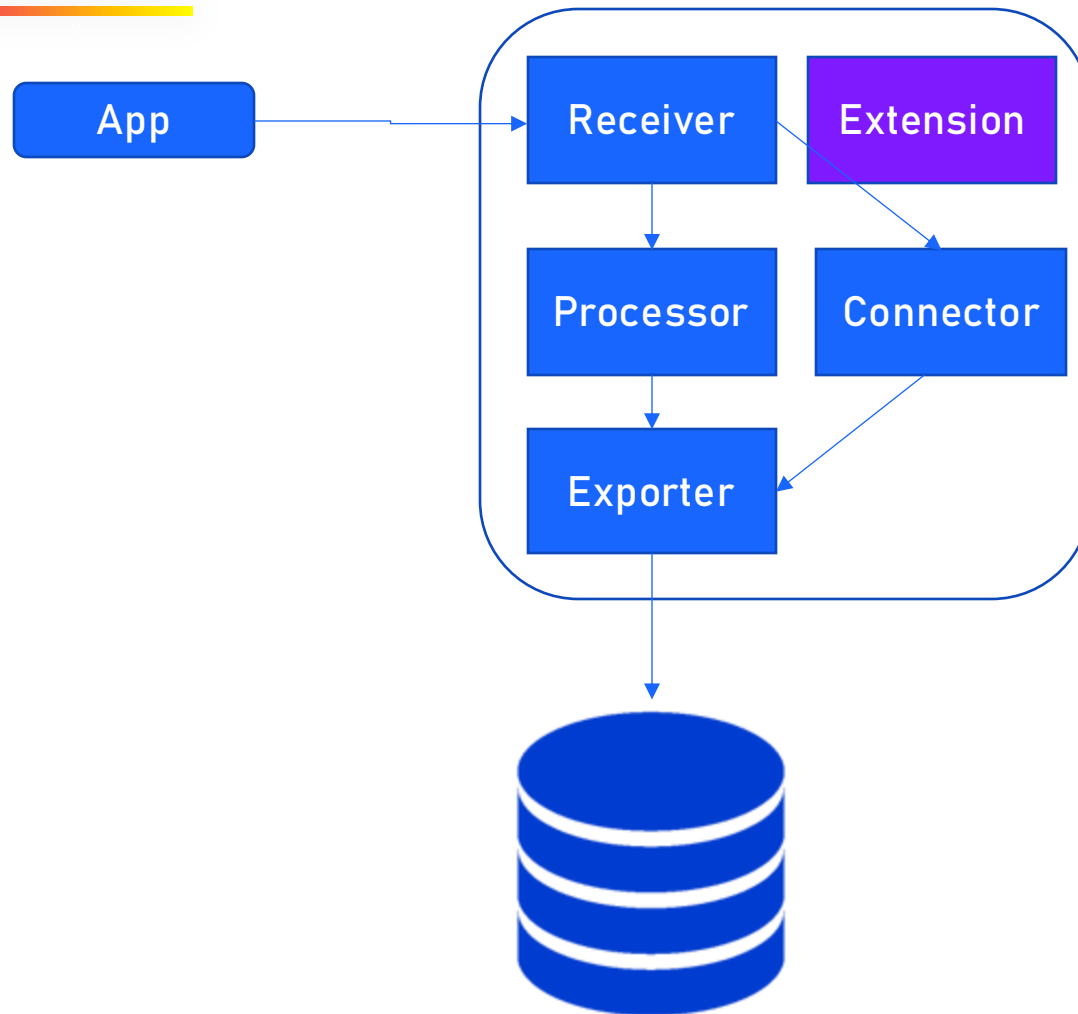 App
Receiver
Extension
Processor
Connector
Exporter